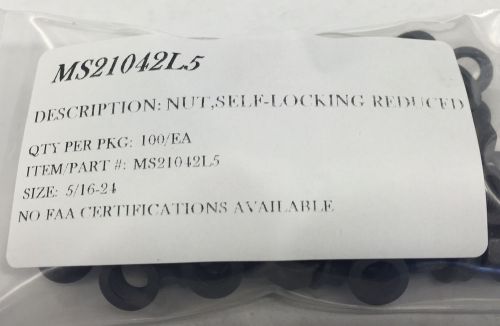 MS21042L5
DESCRIPTION: NUT,SELF-LOCKING REDUCED
QTY PER PKG: 100/EA
ITEM/PART #: MS21042L5
SIZE: 5/16-24
NO FAA CERTIFICATIONS AVAILABLE